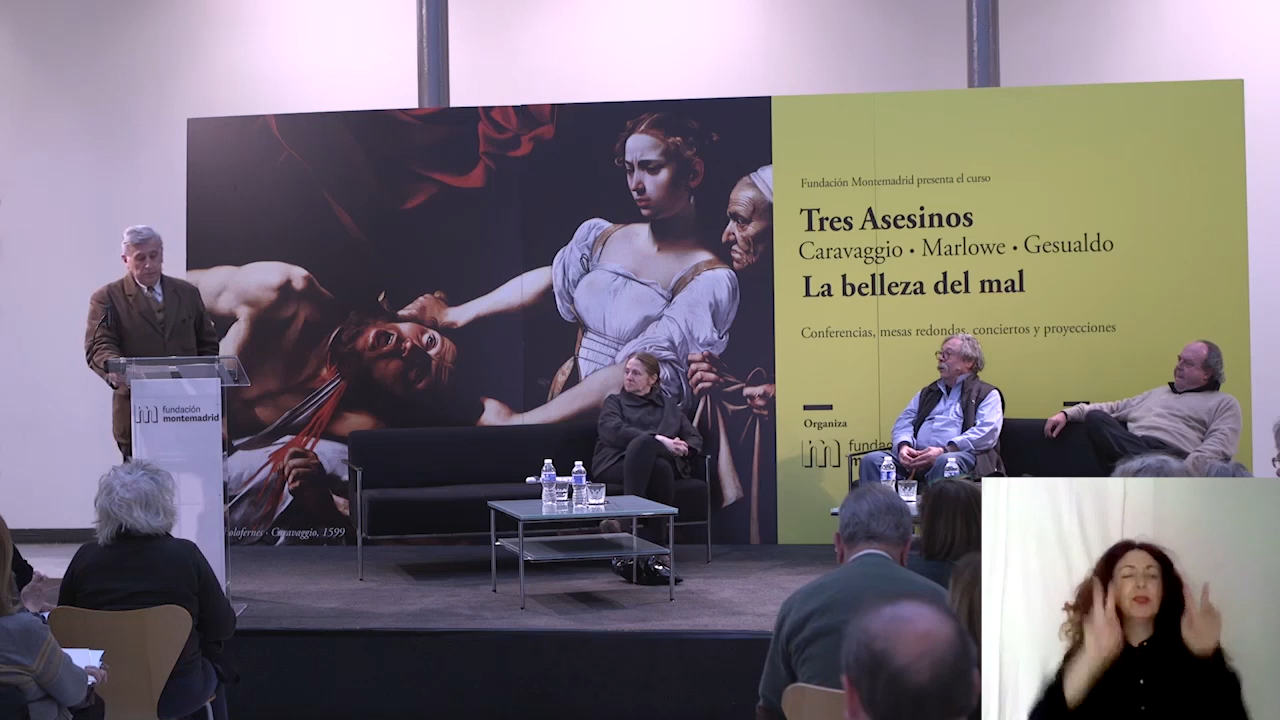 Fundación Montemadrid presenta el curso
Tres Asesinos
Caravaggio • Marlowe • Gesualdo
La belleza del mal
Conferencias, mesas redondas, conciertos y proyecciones
Organiza
fundación
montemadrid
Caravaggio, 1599